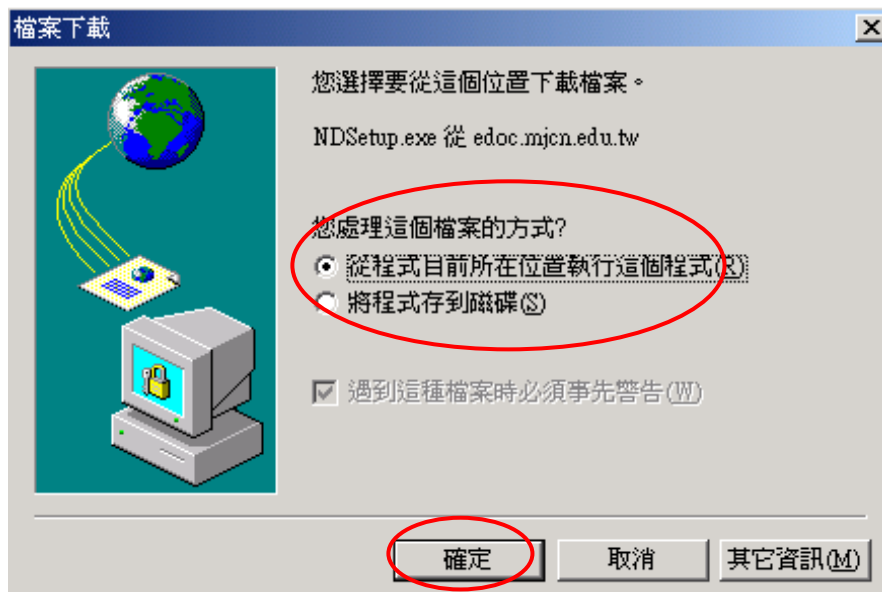 檔案下載
您選擇要從這個位置下載檔案。
NDSetup.exe 從 edoc.mjcn.edu.tw
您處理這個檔案的方式?
從程式目前所在位置執行這個程式(R)
將程式存到磁碟(S)
遇到這種檔案時必須事先警告(W)
確定
取消
其它資訊(M)